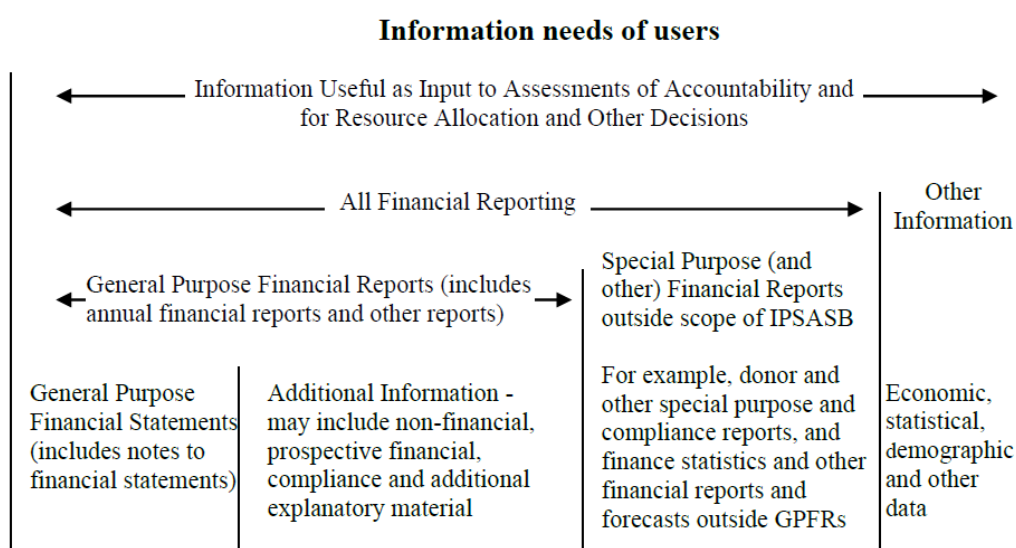 Information needs of users
Information Useful as Input to Assessments of Accountability and
for Resource Allocation and Other Decisions
All Financial Reporting
Other
Information
General Purpose Financial Reports (includes
annual financial reports and other reports)
Special Purpose (and
other) Financial Reports
outside scope of IPSASB
General Purpose
Financial Statements
(includes notes to
financial statements)
Additional Information -
may include non-financial,
prospective financial,
compliance and additional
explanatory material
For example, donor and
other special purpose and
compliance reports, and
finance statistics and other
financial reports and
forecasts outside GPFRs
Economic,
statistical,
demographic
and other
data